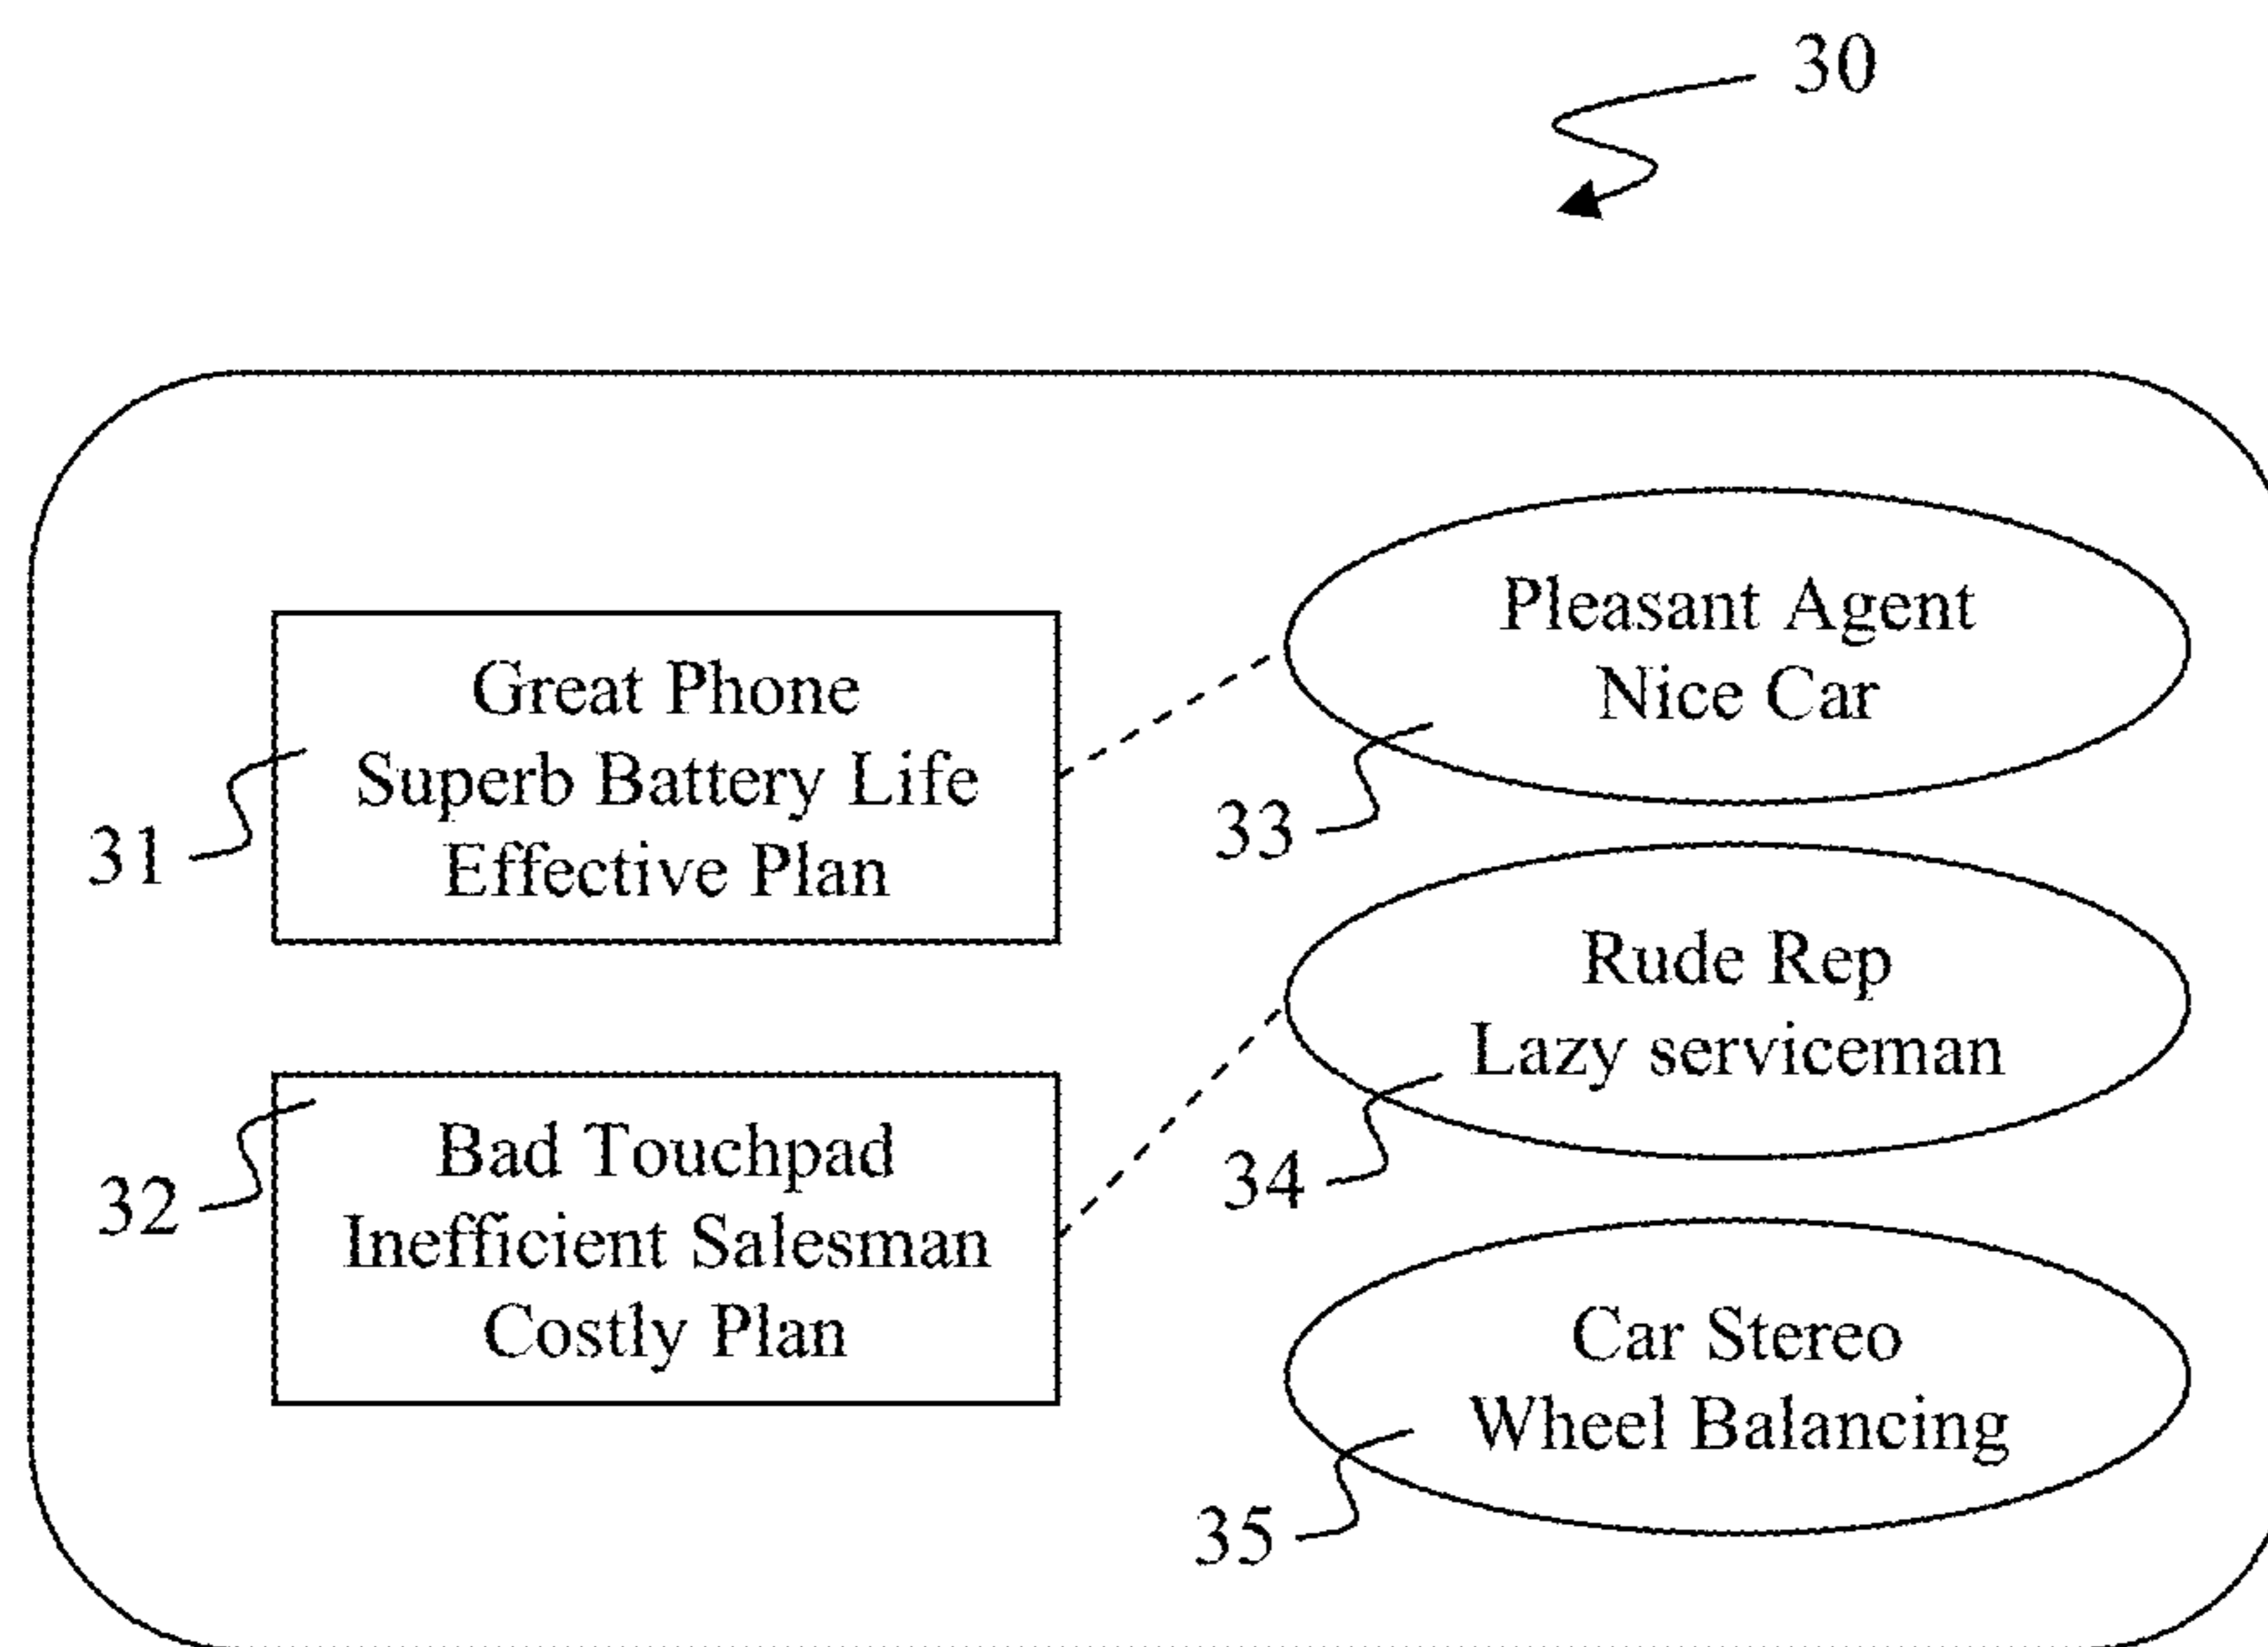 30
Great Phone
Superb Battery Life
Effective Plan
31
Bad Touchpad
Inefficient Salesman
Costly Plan
32
Pleasant Agent
Nice Car
33
Rude Rep
Lazy serviceman
34
Car Stereo
Wheel Balancing
35